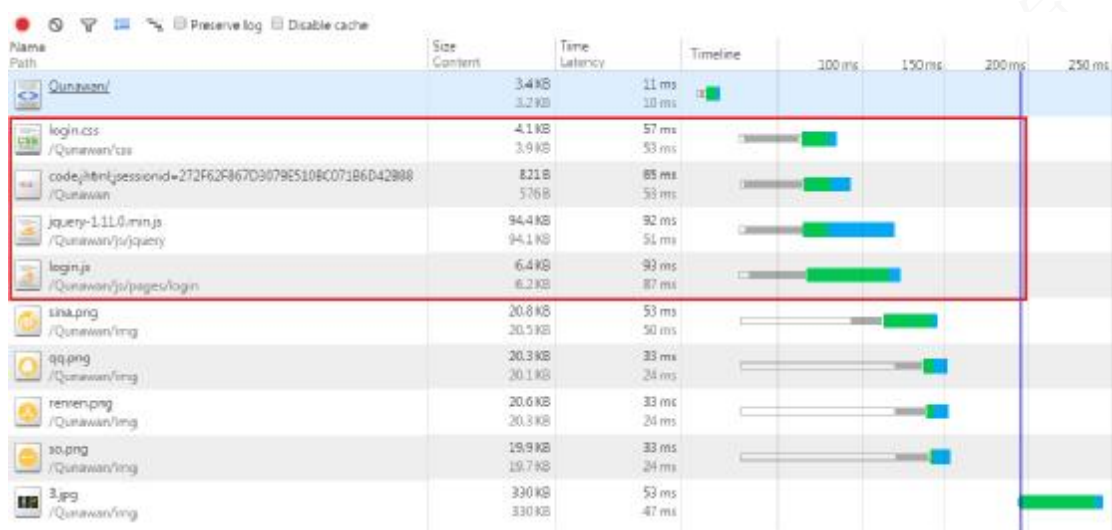 Preserve log Disable cache
Name Size Time Timeline 100 ms 150 ms 200 ms 250 ms
Path Content Latency
Qunawan/ 3.4 KB 11 ms
3.2 KB 10 ms
login.css 4.1 KB 57 ms
/Qunawan/css 3.9 KB 53 ms
821 B 65 ms
/Qunawan 576 B 53 ms
jquery-1.11.0.min.js 94.4 KB 92 ms
/Qunawan/js/jquery 94.1 KB 51 ms
login.js 6.4 KB 93 ms
/Qunawan/js/pages/login 6.2 KB 87 ms
sina.png 20.8 KB 53 ms
/Qunawan/img 20.5 KB 50 ms
qq.png 20.3 KB 33 ms
/Qunawan/img 20.1 KB 24 ms
renren.png 20.6 KB 33 ms
/Qunawan/img 20.3 KB 24 ms
so.png 19.9 KB 33 ms
/Qunawan/img 19.7 KB 24 ms
3.jpg 330 KB 53 ms
/Qunawan/img 330 KB 47 ms